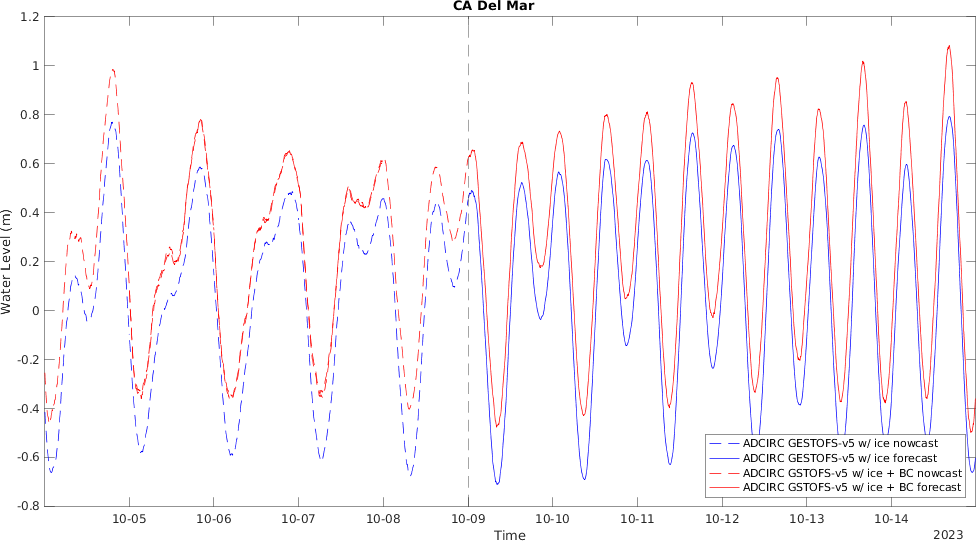 CA Del Mar
1.2
1
0.8
0.6
0.4
0.2
0
-0.2
-0.4
-0.6
-0.8
Water Level (m)
10-05 10-06 10-07 10-08 10-09 10-10 10-11 10-12 10-13 10-14
Time
2023
ADCIRC GESTOFS-v5 w/ ice nowcast
ADCIRC GESTOFS-v5 w/ ice forecast
ADCIRC GSTOFS-v5 w/ ice + BC nowcast
ADCIRC GSTOFS-v5 w/ ice + BC forecast